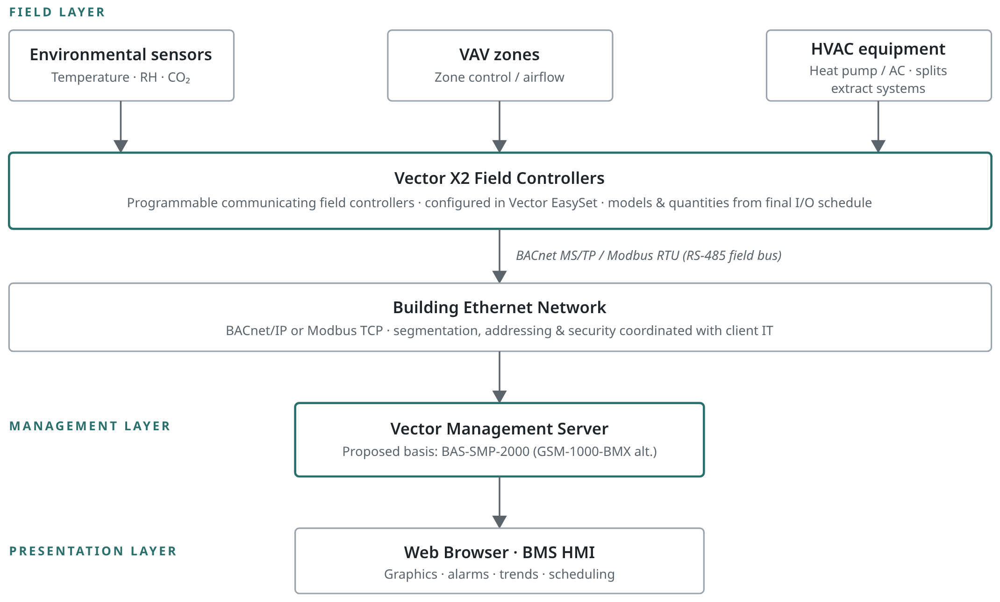 FIELD LAYER
Environmental sensors
Temperature · RH · CO₂
VAV zones
Zone control / airflow
HVAC equipment
Heat pump / AC · splits
extract systems
Vector X2 Field Controllers
Programmable communicating field controllers · configured in Vector EasySet · models & quantities from final I/O schedule
BACnet MS/TP / Modbus RTU (RS-485 field bus)
Building Ethernet Network
BACnet/IP or Modbus TCP · segmentation, addressing & security coordinated with client IT
MANAGEMENT LAYER
Vector Management Server
Proposed basis: BAS-SMP-2000 (GSM-1000-BMX alt.)
PRESENTATION LAYER
Web Browser · BMS HMI
Graphics · alarms · trends · scheduling